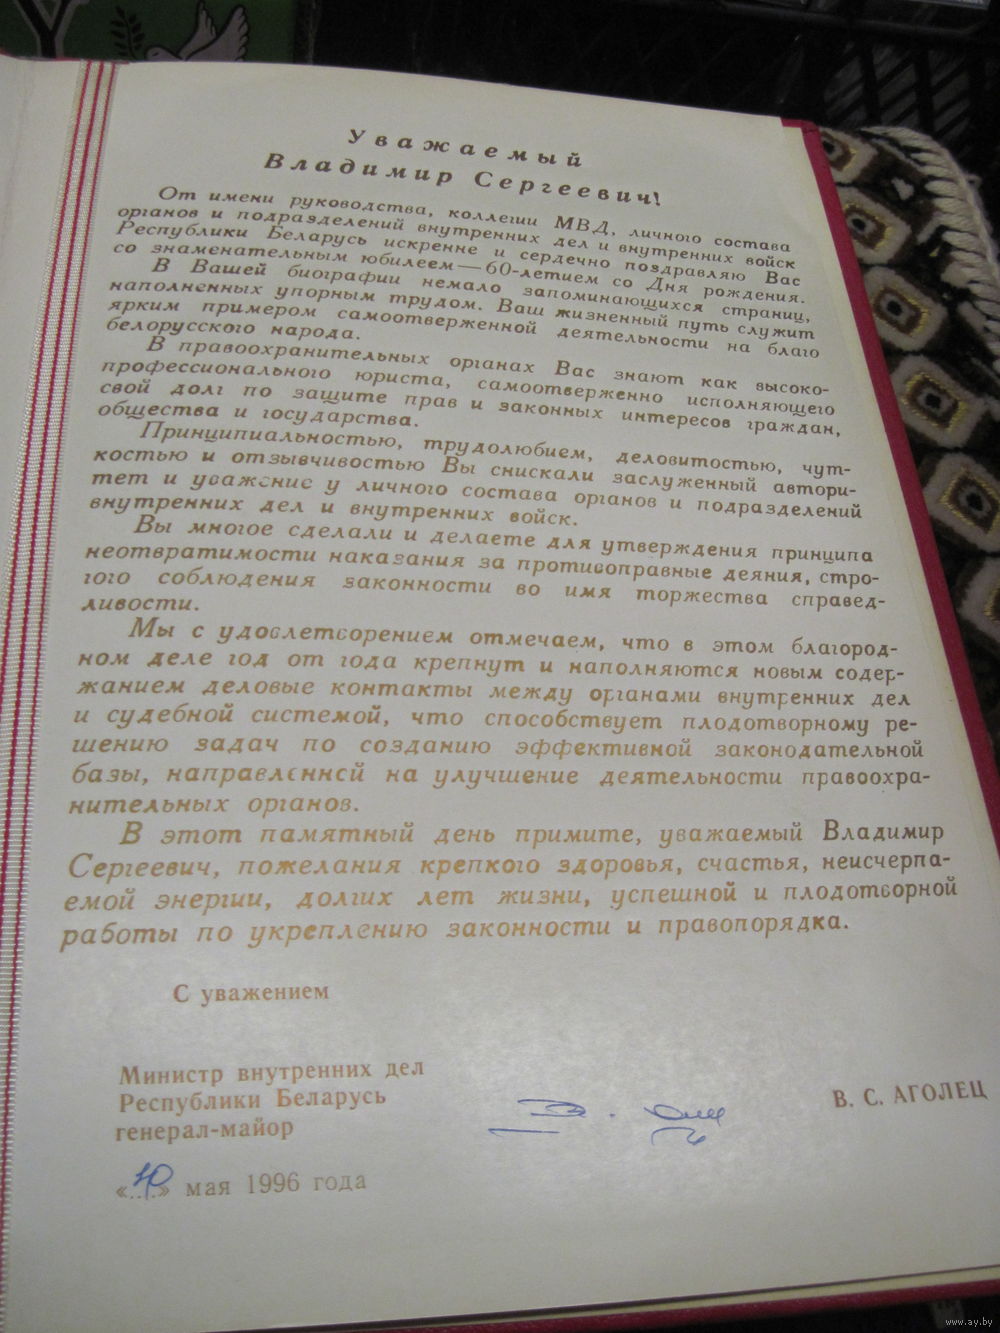 Уважаемый
Владимир Сергеевич!
От имени руководства, коллегии МВД, личного состава
органов и подразделений внутренних дел и внутренних войск
Республики Беларусь искренне и сердечно поздравляю Вас
со знаменательным юбилеем — 60-летием со Дня рождения.
В Вашей биографии немало запоминающихся страниц,
наполненных упорным трудом. Ваш жизненный путь служит
ярким примером самоотверженной деятельности на благо
белорусского народа.
В правоохранительных органах Вас знают как высоко-
профессионального юриста, самоотверженно исполняющего
свой долг по защите прав и законных интересов граждан,
общества и государства.
Принципиальностью, трудолюбием, деловитостью, чут-
костью и отзывчивостью Вы снискали заслуженный автори-
тет и уважение у личного состава органов и подразделений
внутренних дел и внутренних войск.
Вы многое сделали и делаете для утверждения принципа
неотвратимости наказания за противоправные деяния, стро-
гого соблюдения законности во имя торжества справед-
ливости.
Мы с удовлетворением отмечаем, что в этом благород-
ном деле год от года крепнут и наполняются новым содер-
жанием деловые контакты между органами внутренних дел
и судебной системой, что способствует плодотворному ре-
шению задач по созданию эффективной законодательной
базы, направленной на улучшение деятельности правоохра-
нительных органов.
В этот памятный день примите, уважаемый Владимир
Сергеевич, пожелания крепкого здоровья, счастья, неисчерпа-
емой энергии, долгих лет жизни, успешной и плодотворной
работы по укреплению законности и правопорядка.
С уважением
Министр внутренних дел
Республики Беларусь
генерал-майор
В. С. АГОЛЕЦ
«10» мая 1996 года
www.ay.by